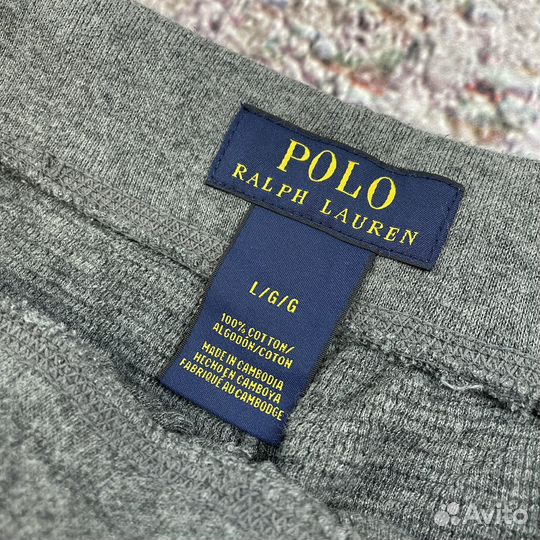 POLO
RALPH LAUREN
L/G/G
100% COTTON/
ALGODÓN/COTON
MADE IN CAMBODIA
HECHO EN CAMBOYA
FABRIQUÉ AU CAMBODGE
Avito